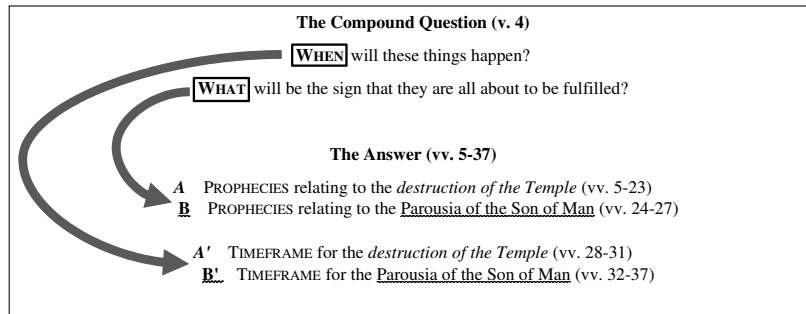 The Compound Question (v. 4)
WHEN will these things happen?
WHAT will be the sign that they are all about to be fulfilled?
The Answer (vv. 5-37)
A PROPHECIES relating to the destruction of the Temple (vv. 5-23)
B PROPHECIES relating to the Parousia of the Son of Man (vv. 24-27)
A' TIMEFRAME for the destruction of the Temple (vv. 28-31)
B' TIMEFRAME for the Parousia of the Son of Man (vv. 32-37)